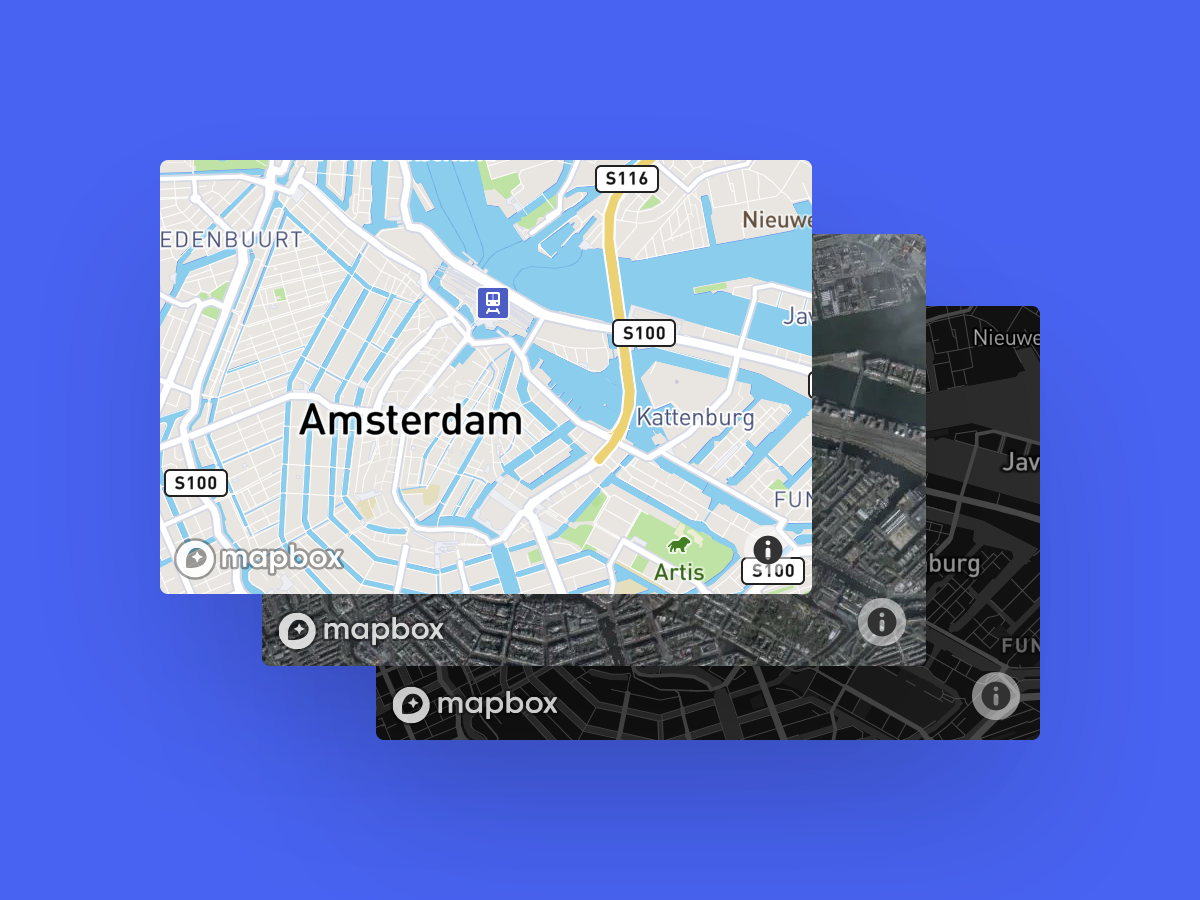 S116
Nieuwe
EDENBUURT
Jav
S100
Nieuwe
Amsterdam
Kattenburg
Jav
S100
FUN
mapbox
S100
Artis
burg
mapbox
FUN
mapbox